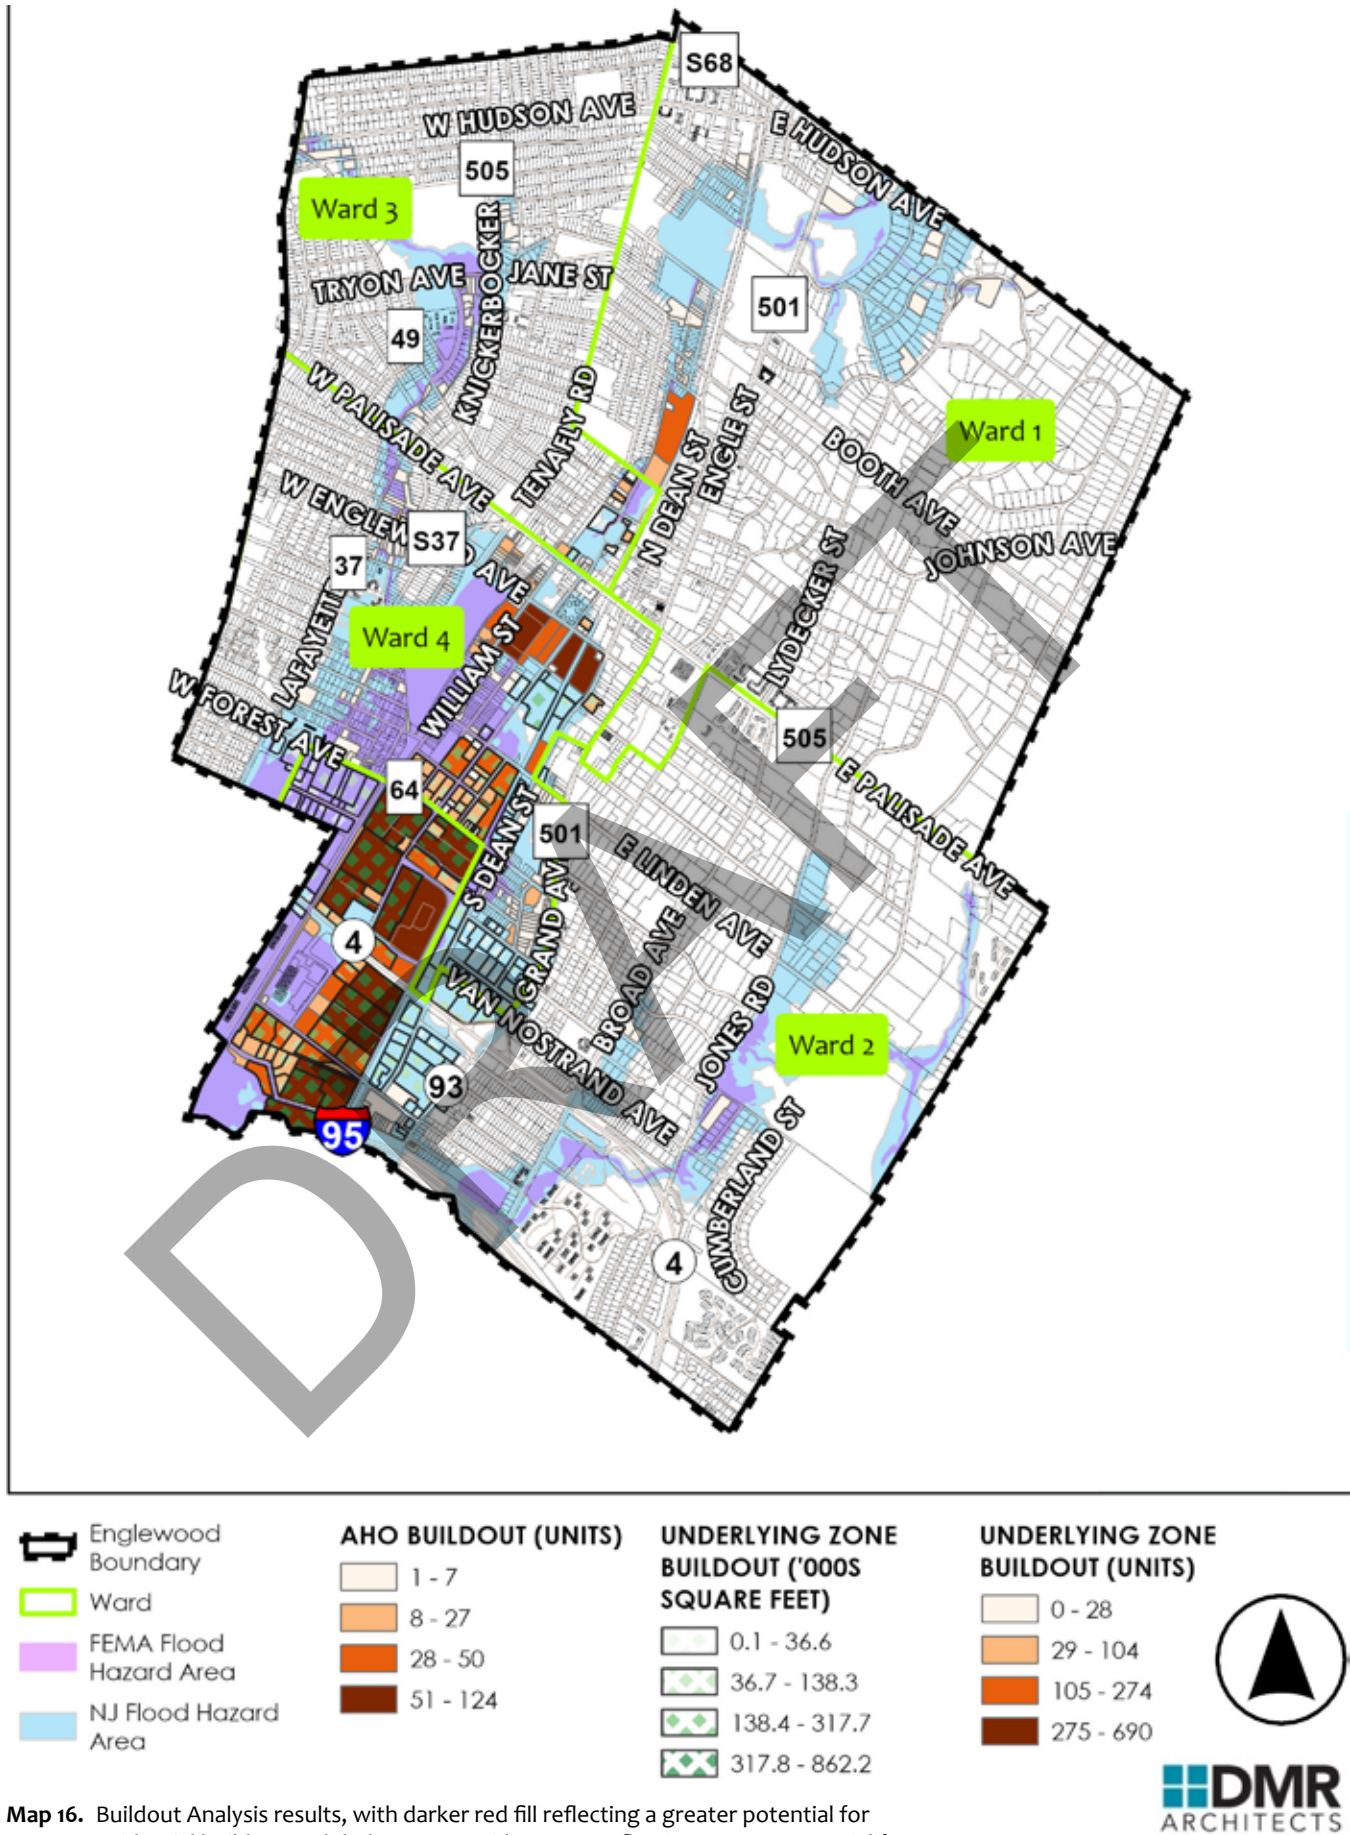 S68
W HUDSON AVE
E HUDSON AVE
505
Ward 3
KNICKERBOCKER
TRYON AVE
JANE ST
501
49
W PALISADE AVE
TENAFLY RD
ENGLE ST
N DEAN ST
Ward 1
BOOTH AVE
JOHNSON AVE
S37
37
LYDECKER ST
LAFAYETT
Ward 4
WILLIAM ST
W FOREST AVE
505
E PALISADE AVE
64
501
S DEAN ST
E LINDEN AVE
GRAND AV
BROAD AVE
4
VAN NOSTRAND AVE
JONES RD
Ward 2
93
95
CUMBERLAND ST
4
DRAFT
Englewood
Boundary
Ward
FEMA Flood
Hazard Area
NJ Flood Hazard
Area
AHO BUILDOUT (UNITS)
1 - 7
8 - 27
28 - 50
51 - 124
UNDERLYING ZONE
BUILDOUT ('000S
SQUARE FEET)
0.1 - 36.6
36.7 - 138.3
138.4 - 317.7
317.8 - 862.2
UNDERLYING ZONE
BUILDOUT (UNITS)
0 - 28
29 - 104
105 - 274
275 - 690
DMR
ARCHITECTS
Map 16. Buildout Analysis results, with darker red fill reflecting a greater potential for